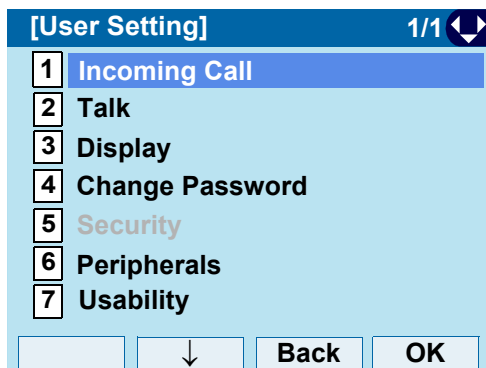 [User Setting] 1/1
1 Incoming Call
2 Talk
3 Display
4 Change Password
5 Security
6 Peripherals
7 Usability
↓ Back OK